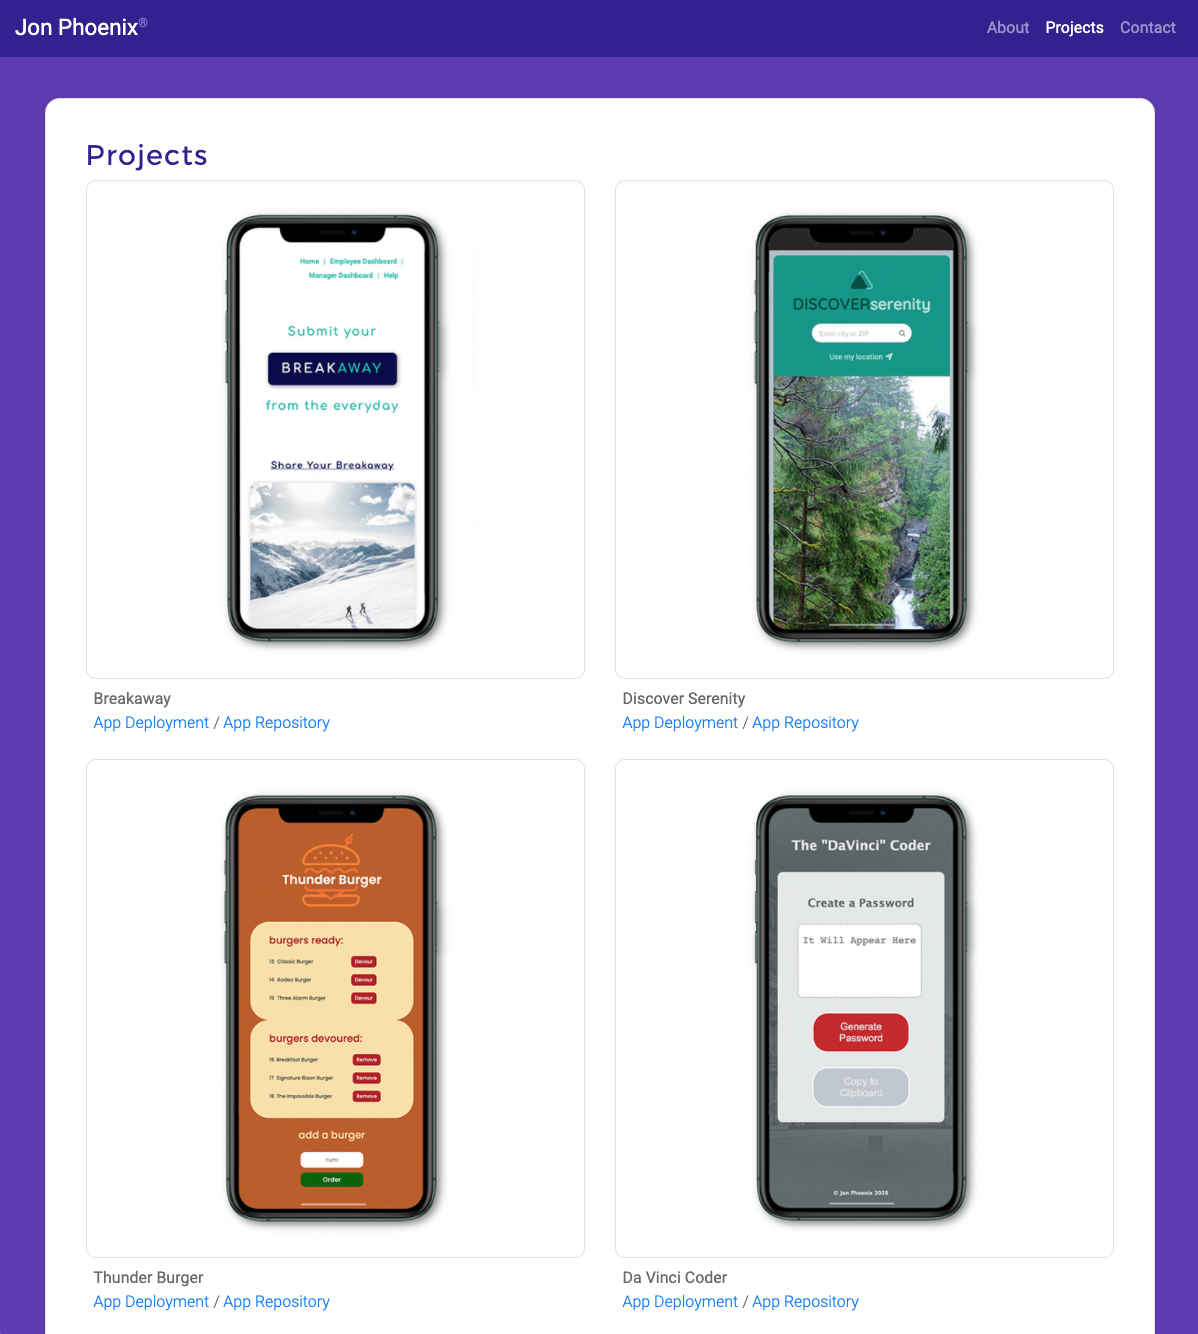 Jon Phoenix®
About Projects Contact
Projects
Home | Employee Dashboard |
Manager Dashboard | Help
Submit your
BREAKAWAY
from the everyday
Share Your Breakaway
DISCOVERserenity
Enter city or ZIP
Use my location
Breakaway
App Deployment / App Repository
Discover Serenity
App Deployment / App Repository
Thunder Burger
burgers ready:
13 Classic Burger Devour
14 Rodeo Burger Devour
15 Three Alarm Burger Devour
burgers devoured:
16 Breakfast Burger Remove
17 Signature Bison Burger Remove
18 The Impossible Burger Remove
add a burger
Yum!
Order
The "DaVinci" Coder
Create a Password
It Will Appear Here
Generate
Password
Copy to
Clipboard
© Jon Phoenix 2020
Thunder Burger
App Deployment / App Repository
Da Vinci Coder
App Deployment / App Repository